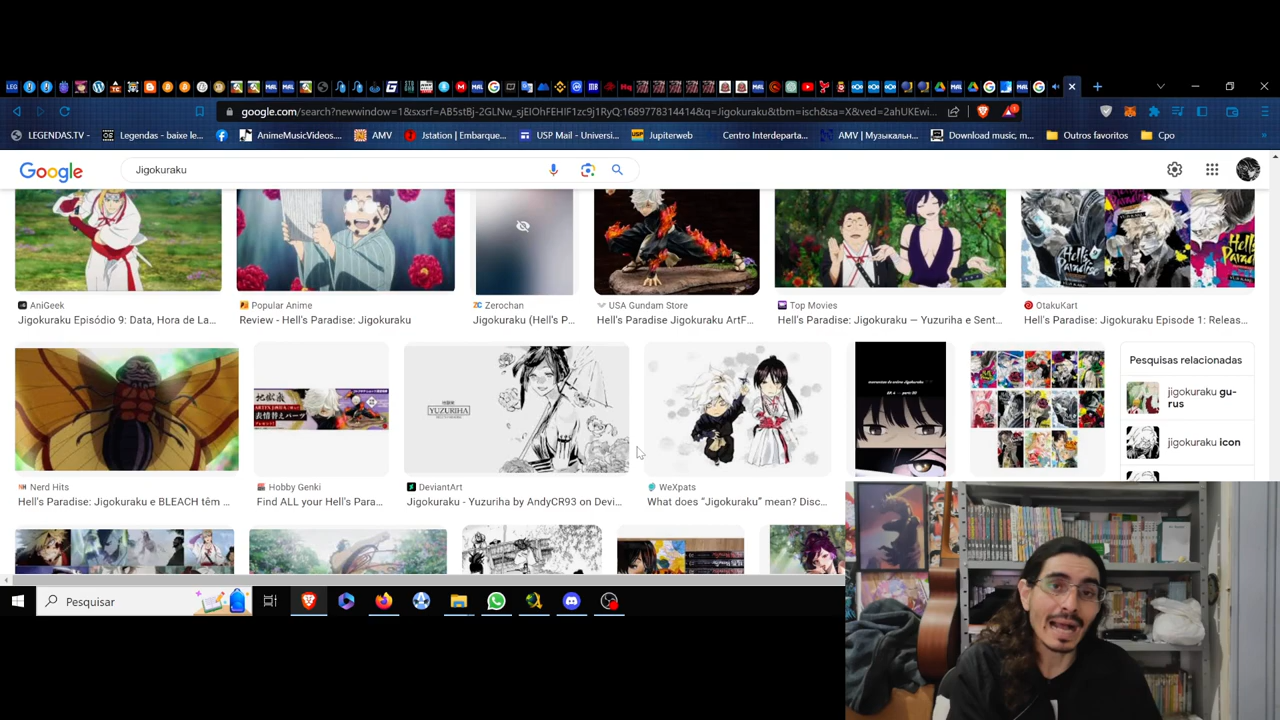 google.com/search?newwindow=1&sxsrf=AB5stBj-2GLNw_sjEIOhFEHIF1zc9j1RyQ:1689778314414&q=Jigokuraku&tbm=isch&sa=X&ved=2ahUKEwi...
LEGENDAS.TV -
Legendas - baixe le...
AnimeMusicVideos....
AMV
Jstation | Embarque...
USP Mail - Universi...
Jupiterweb
Centro Interdeparta...
AMV | Музыкальн...
Download music, m...
Outros favoritos
Cpo
Google
Jigokuraku
AniGeek
Jigokuraku Episódio 9: Data, Hora de La...
Popular Anime
Review - Hell's Paradise: Jigokuraku
Zerochan
Jigokuraku (Hell's P...
USA Gundam Store
Hell's Paradise Jigokuraku ArtF...
Top Movies
Hell's Paradise: Jigokuraku — Yuzuriha e Sent...
OtakuKart
Hell's Paradise: Jigokuraku Episode 1: Releas...
YUZURIHA
Pesquisas relacionadas
jigokuraku gu-
rus
jigokuraku icon
Nerd Hits
Hell's Paradise: Jigokuraku e BLEACH têm ...
Hobby Genki
Find ALL your Hell's Para...
DeviantArt
Jigokuraku - Yuzuriha by AndyCR93 on Devi...
WeXpats
What does "Jigokuraku" mean? Disc...
Pesquisar